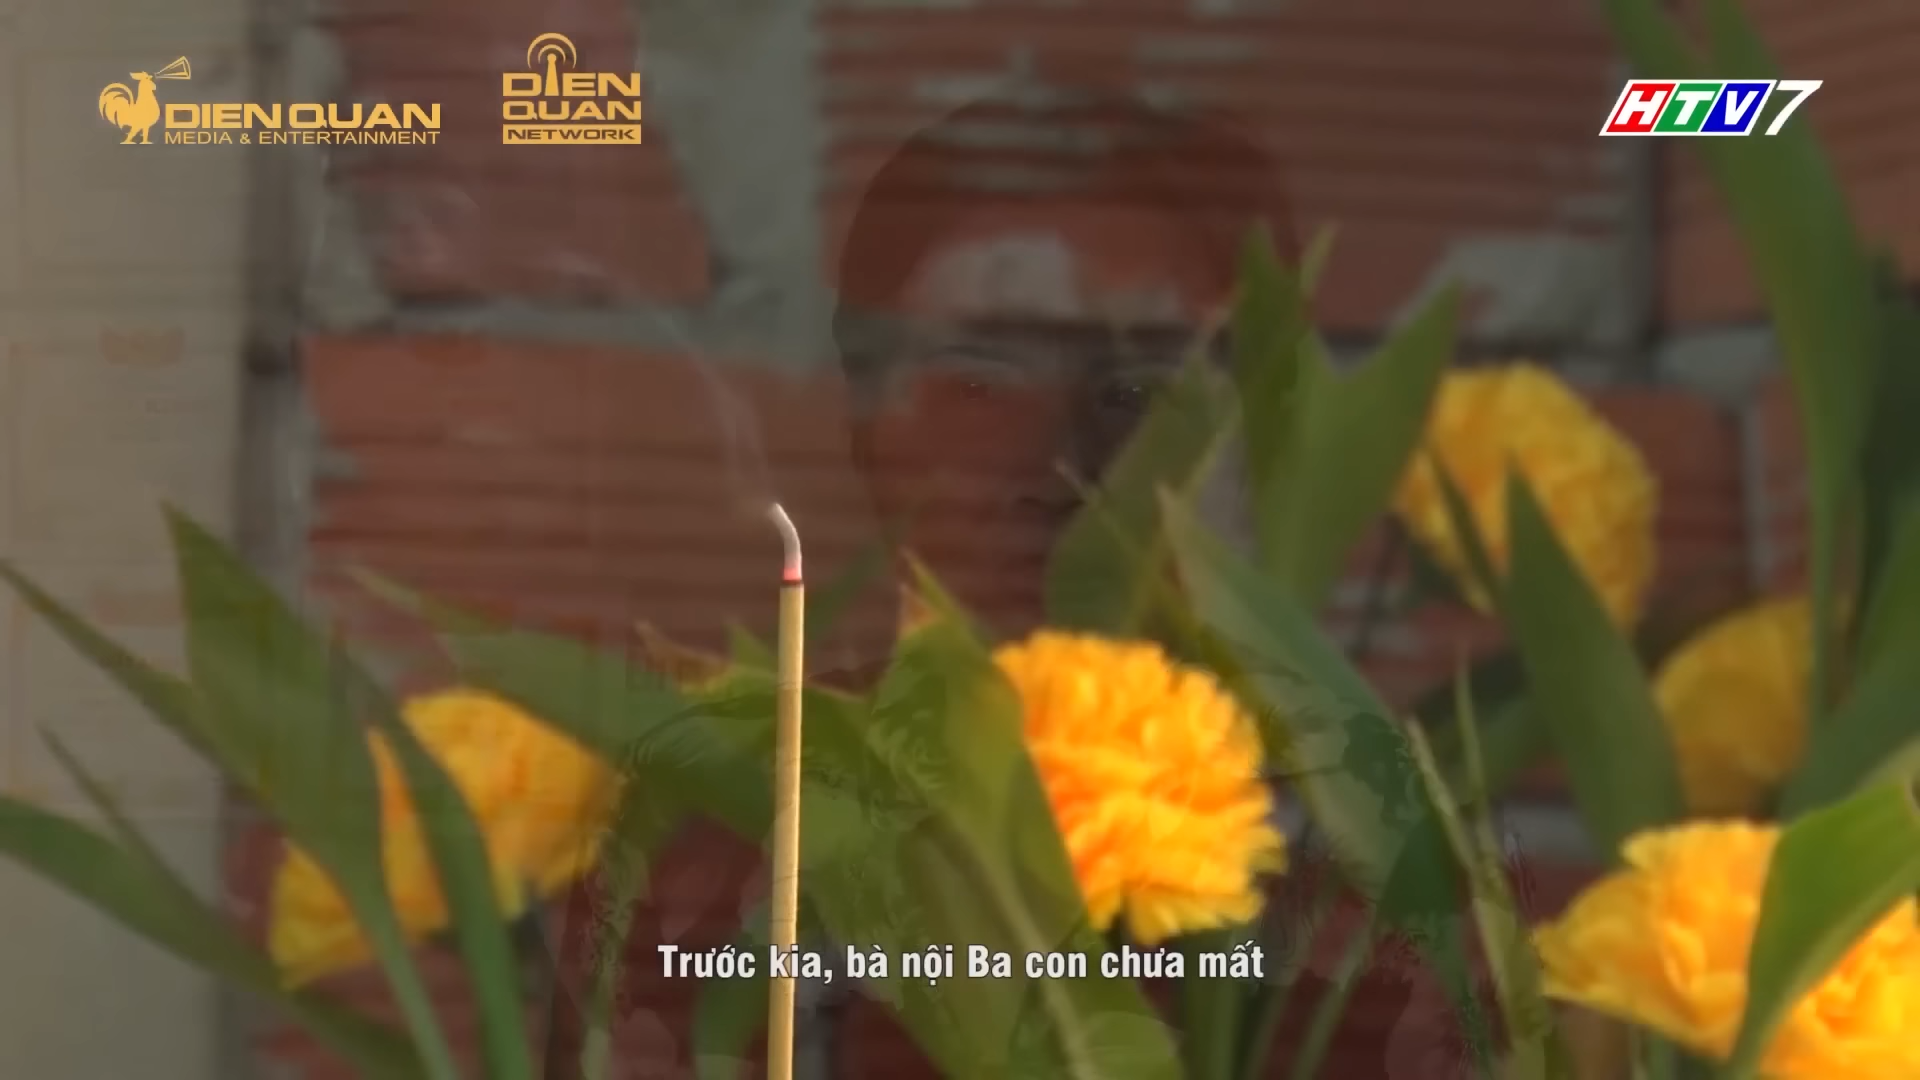 DIEN QUAN
MEDIA & ENTERTAINMENT
DIEN
QUAN
NETWORK
HTV7
Trước kia, bà nội Ba con chưa mất